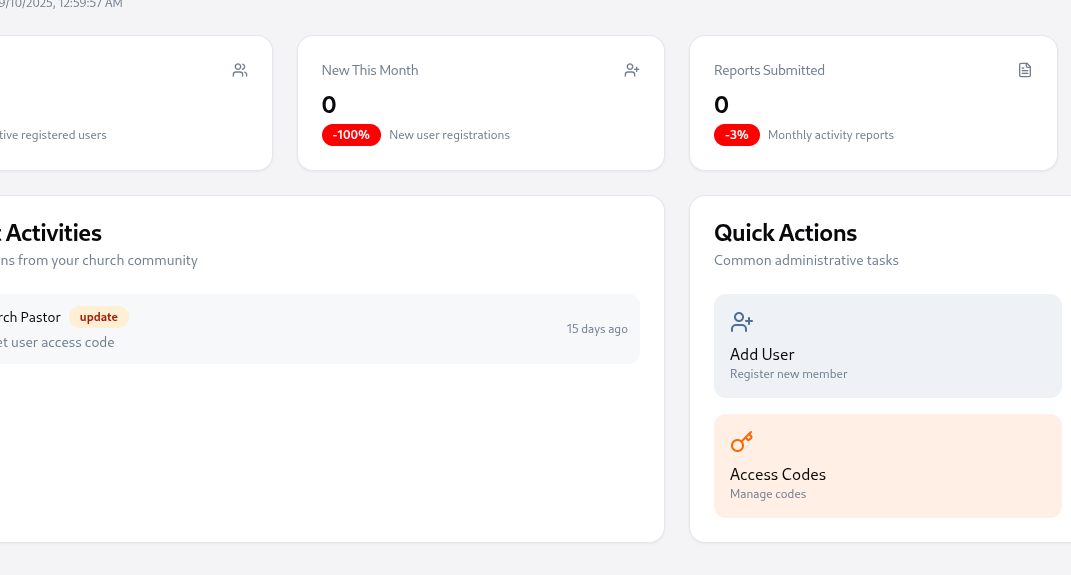 9/10/2025, 12:59:57 AM
New This Month
Reports Submitted
0
0
tive registered users
-100% New user registrations
-3% Monthly activity reports
Activities
ns from your church community
Quick Actions
Common administrative tasks
rch Pastor update
et user access code
15 days ago
Add User
Register new member
Access Codes
Manage codes